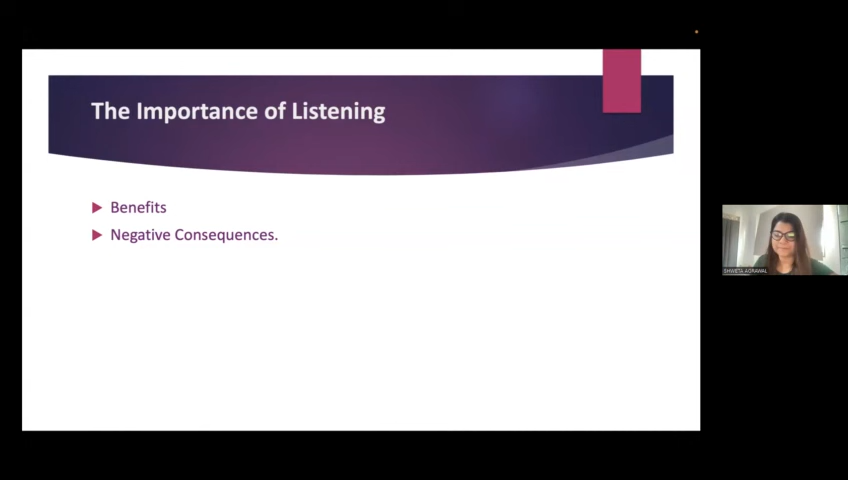 The Importance of Listening
Benefits
Negative Consequences.
SHWETA AGRAWAL